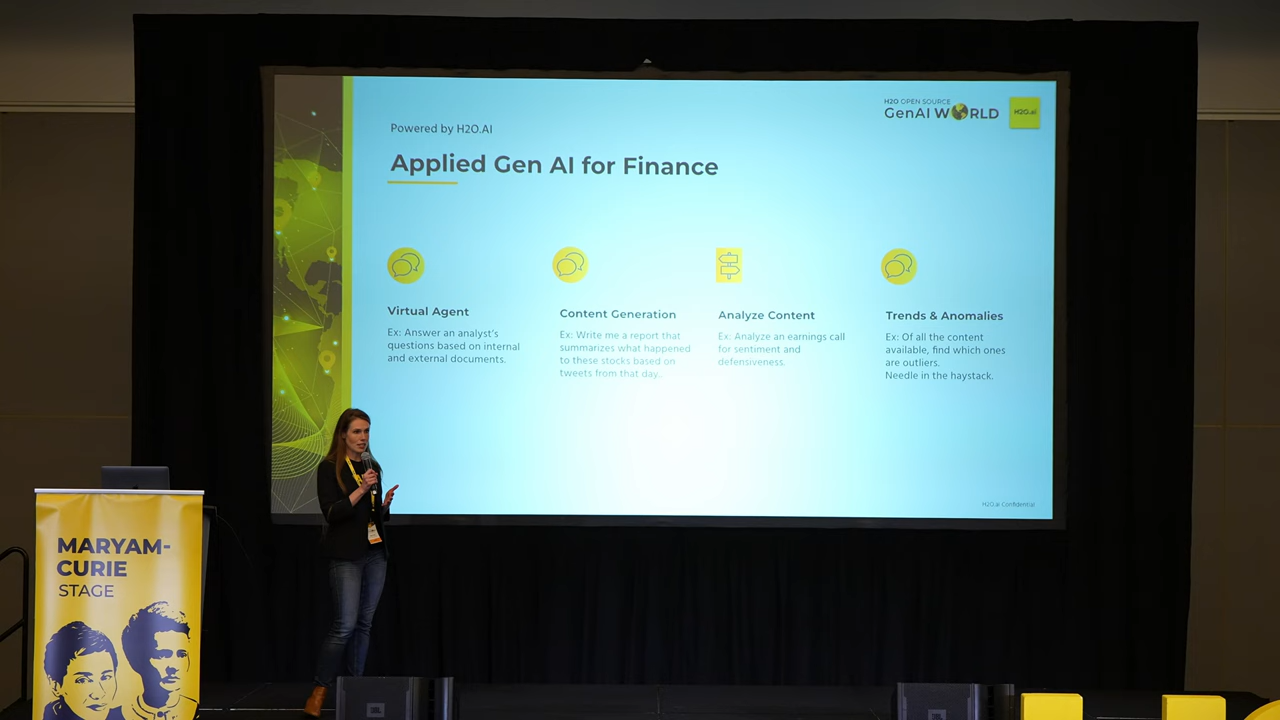 H2O OPEN SOURCE
GenAI WORLD
H2O.ai
Powered by H2O.AI
Applied Gen AI for Finance
Virtual Agent
Ex: Answer an analyst's
questions based on internal
and external documents.
Content Generation
Ex: Write me a report that
summarizes what happened
to these stocks based on
tweets from that day..
Analyze Content
Ex: Analyze an earnings call
for sentiment and
defensiveness.
Trends & Anomalies
Ex: Of all the content
available, find which ones
are outliers.
Needle in the haystack.
H2O.ai Confidential
MARYAM-
CURIE
STAGE